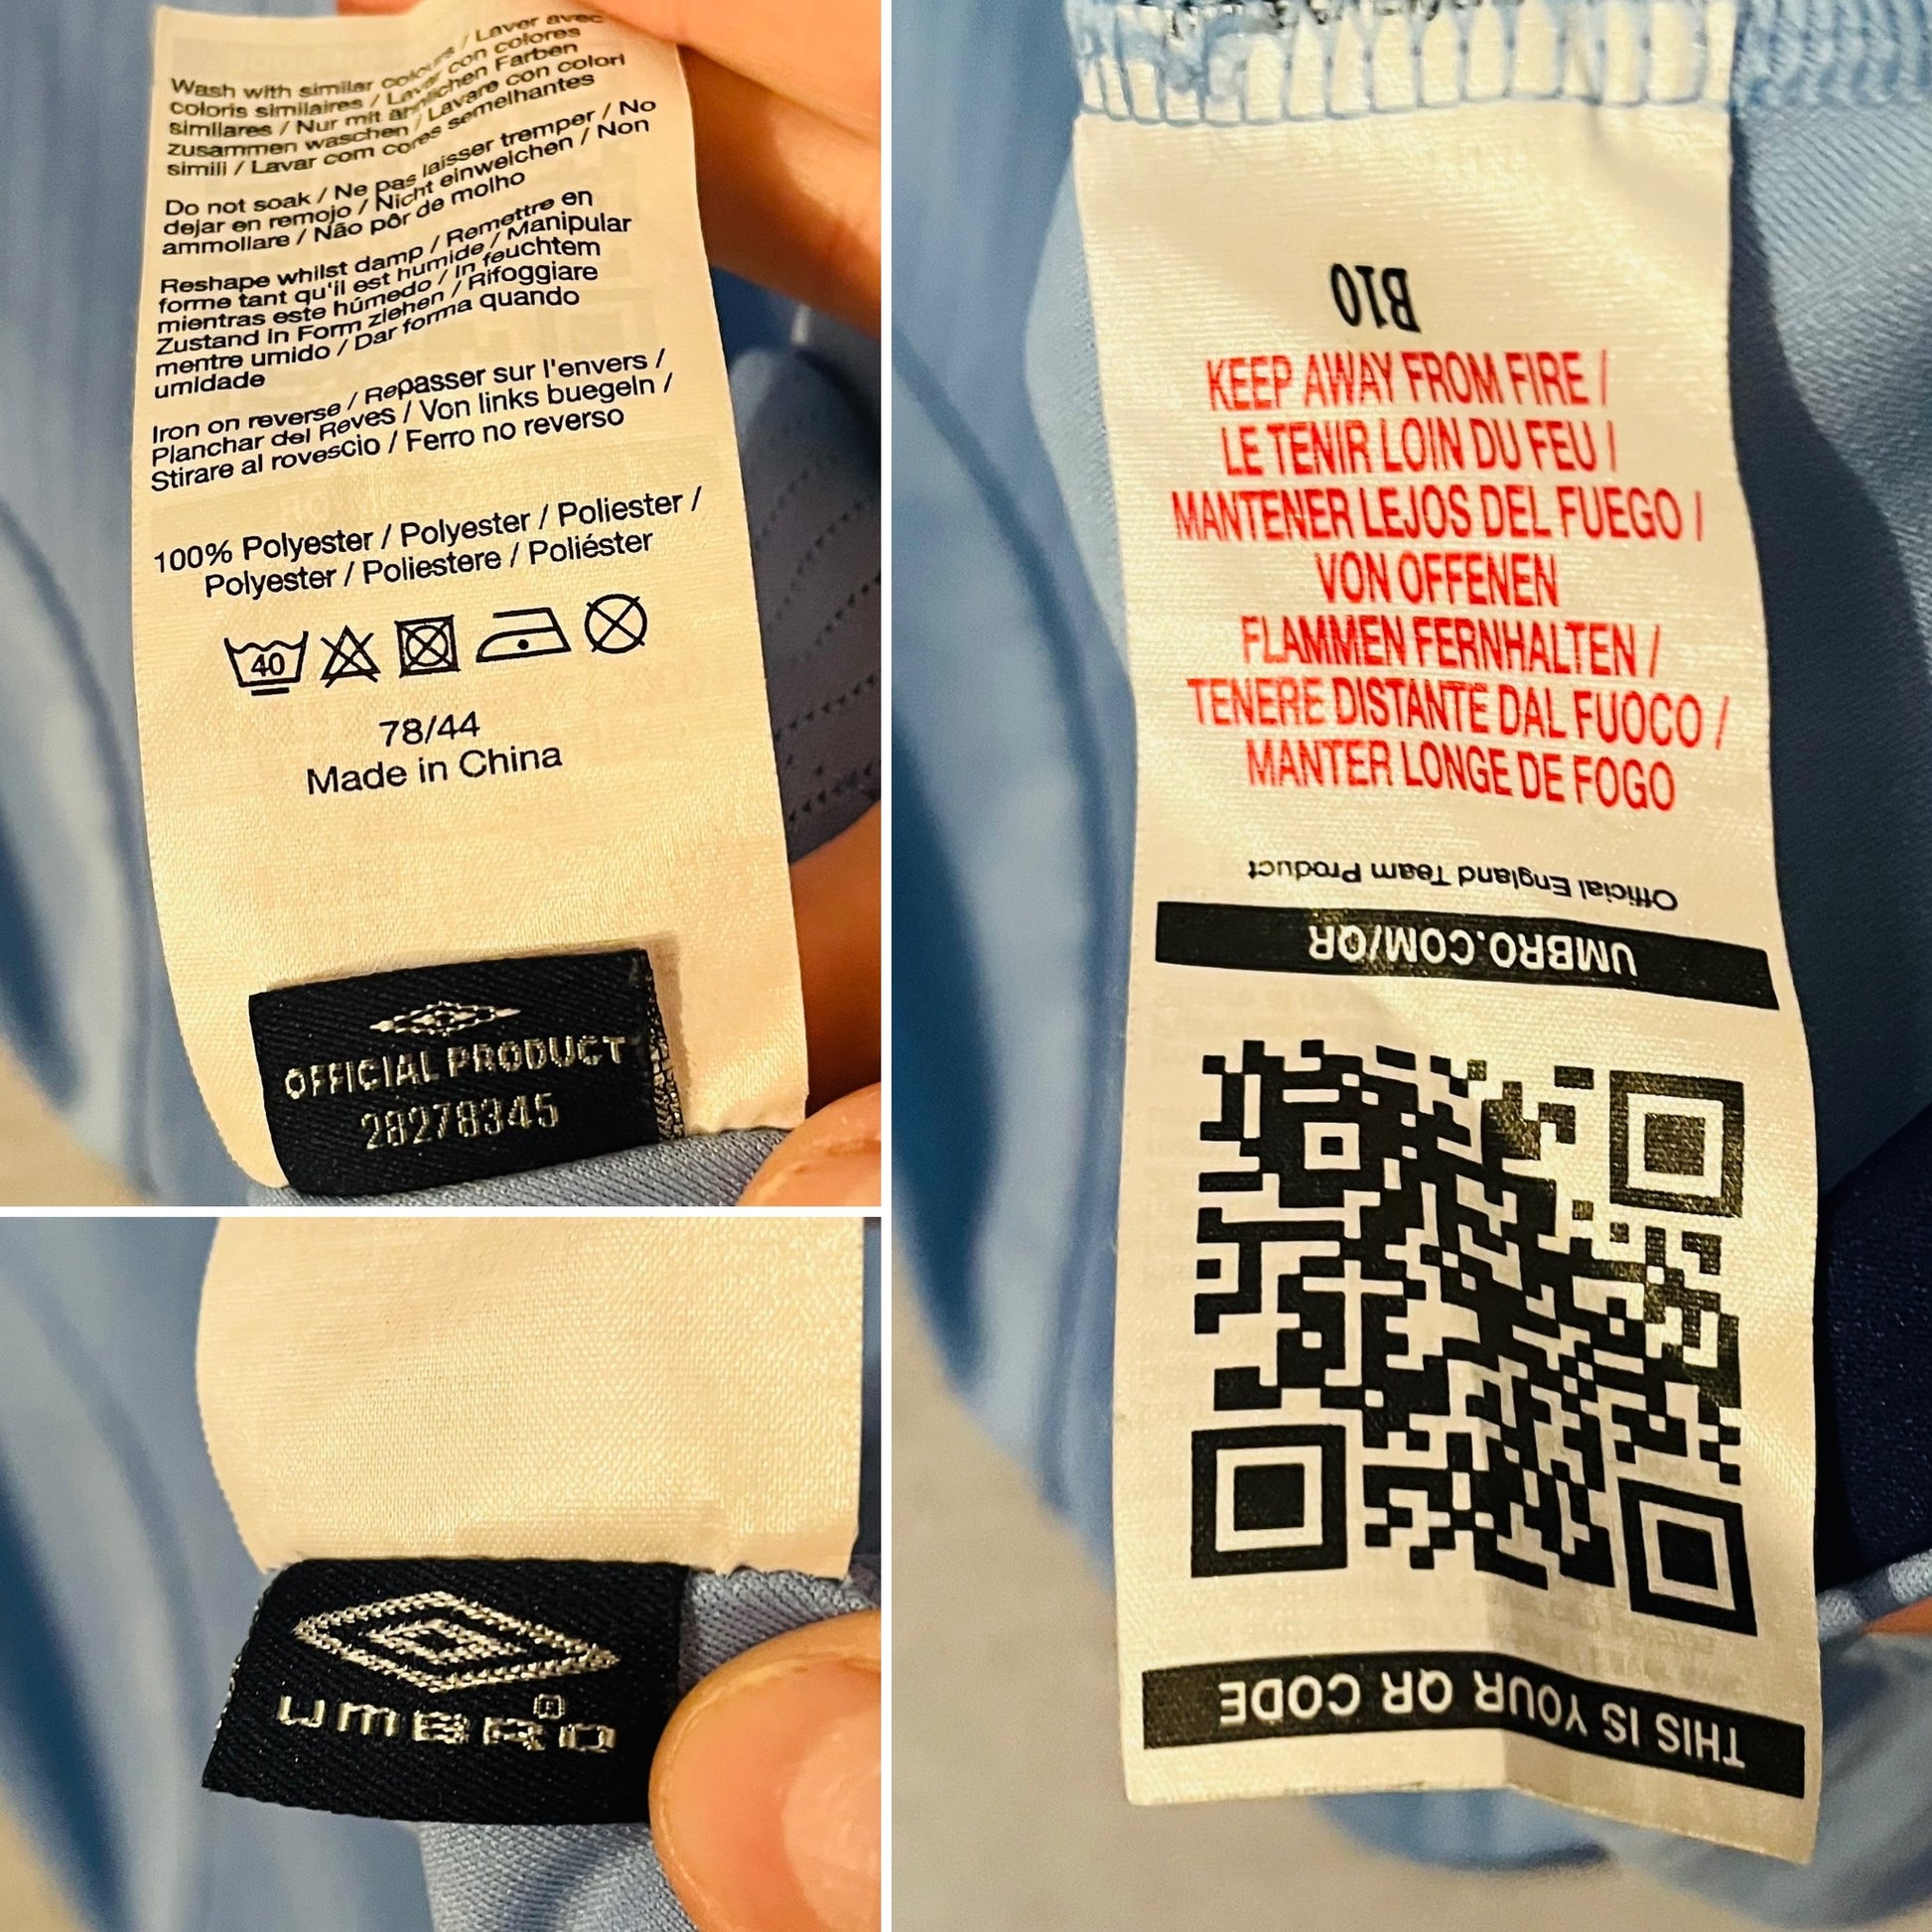 Wash with similar colours / Laver avec
coloris similaires / Lavar con colores
similares / Nur mit ähnlichen Farben
zusammen waschen / Lavare con colori
simili / Lavar com cores semelhantes
Do not soak / Ne pas laisser tremper / No
dejar en remojo / Nicht einweichen / Non
ammollare / Não pôr de molho
Reshape whilst damp / Remettre en
forme tant qu'il est humide / Manipular
mientras este húmedo / In feuchtem
Zustand in Form ziehen / Rifoggiare
mentre umido / Dar forma quando
umidade
Iron on reverse / Repasser sur l'envers /
Planchar del Reves / Von links buegeln /
Stirare al rovescio / Ferro no reverso
100% Polyester / Polyester / Poliester /
Polyester / Poliestere / Poliéster
40
78/44
Made in China
OFFICIAL PRODUCT
28278345
umbro®
BIO
KEEP AWAY FROM FIRE /
LE TENIR LOIN DU FEU /
MANTENER LEJOS DEL FUEGO /
VON OFFENEN
FLAMMEN FERNHALTEN /
TENERE DISTANTE DAL FUOCO /
MANTER LONGE DE FOGO
Official England Team Product
UMBRO.COM/QR
THIS IS YOUR QR CODE